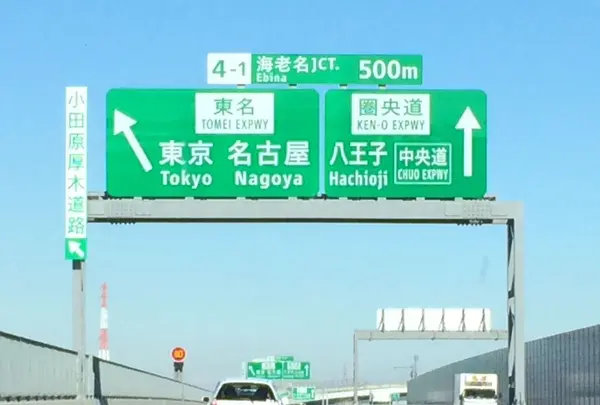 4-1 海老名JCT. 500m
Ebina
東名
TOMEI EXPWY
東京 名古屋
Tokyo Nagoya
圏央道
KEN-O EXPWY
八王子 中央道
Hachioji CHUO EXPWY
小田原厚木道路
80